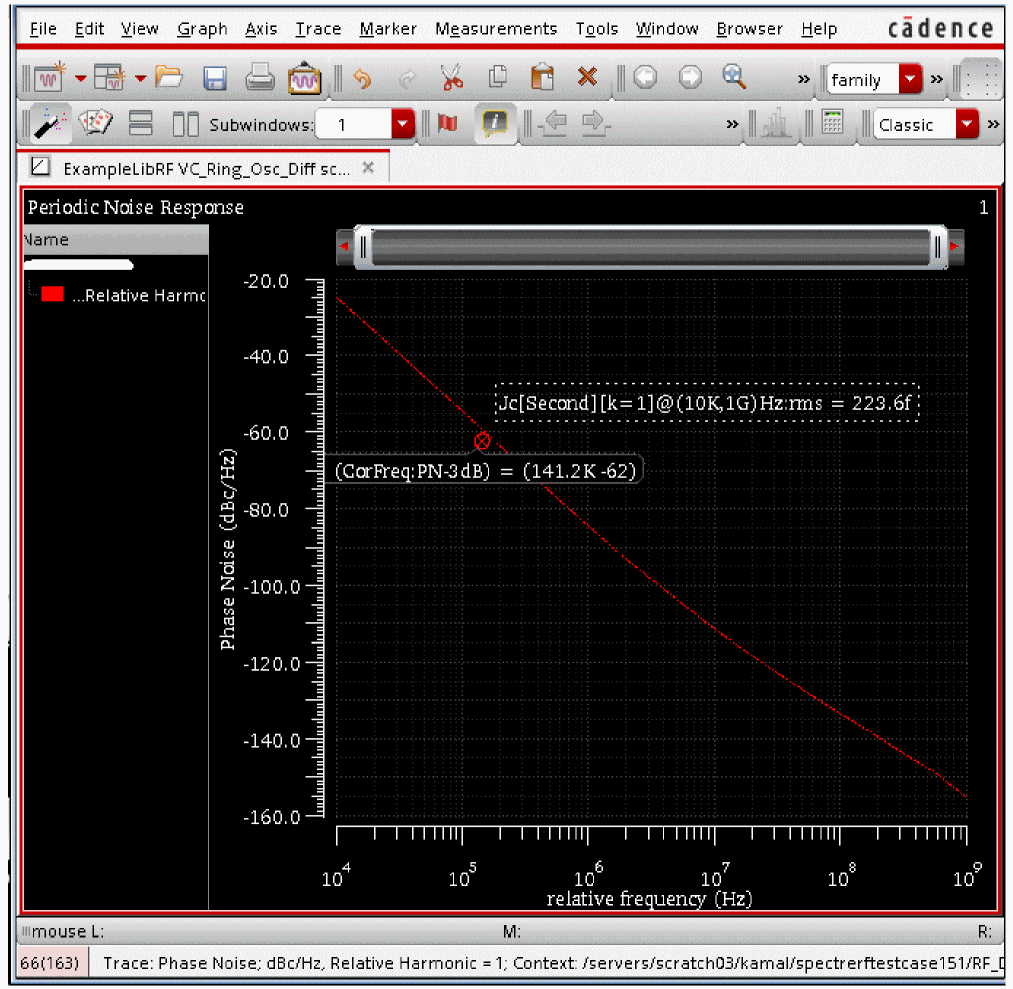 File Edit View Graph Axis Trace Marker Measurements Tools Window Browser Help cādence
» family »
Subwindows: 1 » Classic »
ExampleLibRF VC_Ring_Osc_Diff sc...
Periodic Noise Response 1
Name
...Relative Harmo
-20.0
-40.0
Jc[Second][k=1]@(10K,1G)Hz:rms = 223.6f
-60.0
(CorFreq:PN-3dB) = (141.2K -62)
-80.0
Phase Noise (dBc/Hz)
-100.0
-120.0
-140.0
-160.0
10^4 10^5 10^6 10^7 10^8 10^9
relative frequency (Hz)
mouse L: M: R:
66(163) Trace: Phase Noise; dBc/Hz, Relative Harmonic = 1; Context: /servers/scratch03/kamal/spectrerftestcase151/RF_D